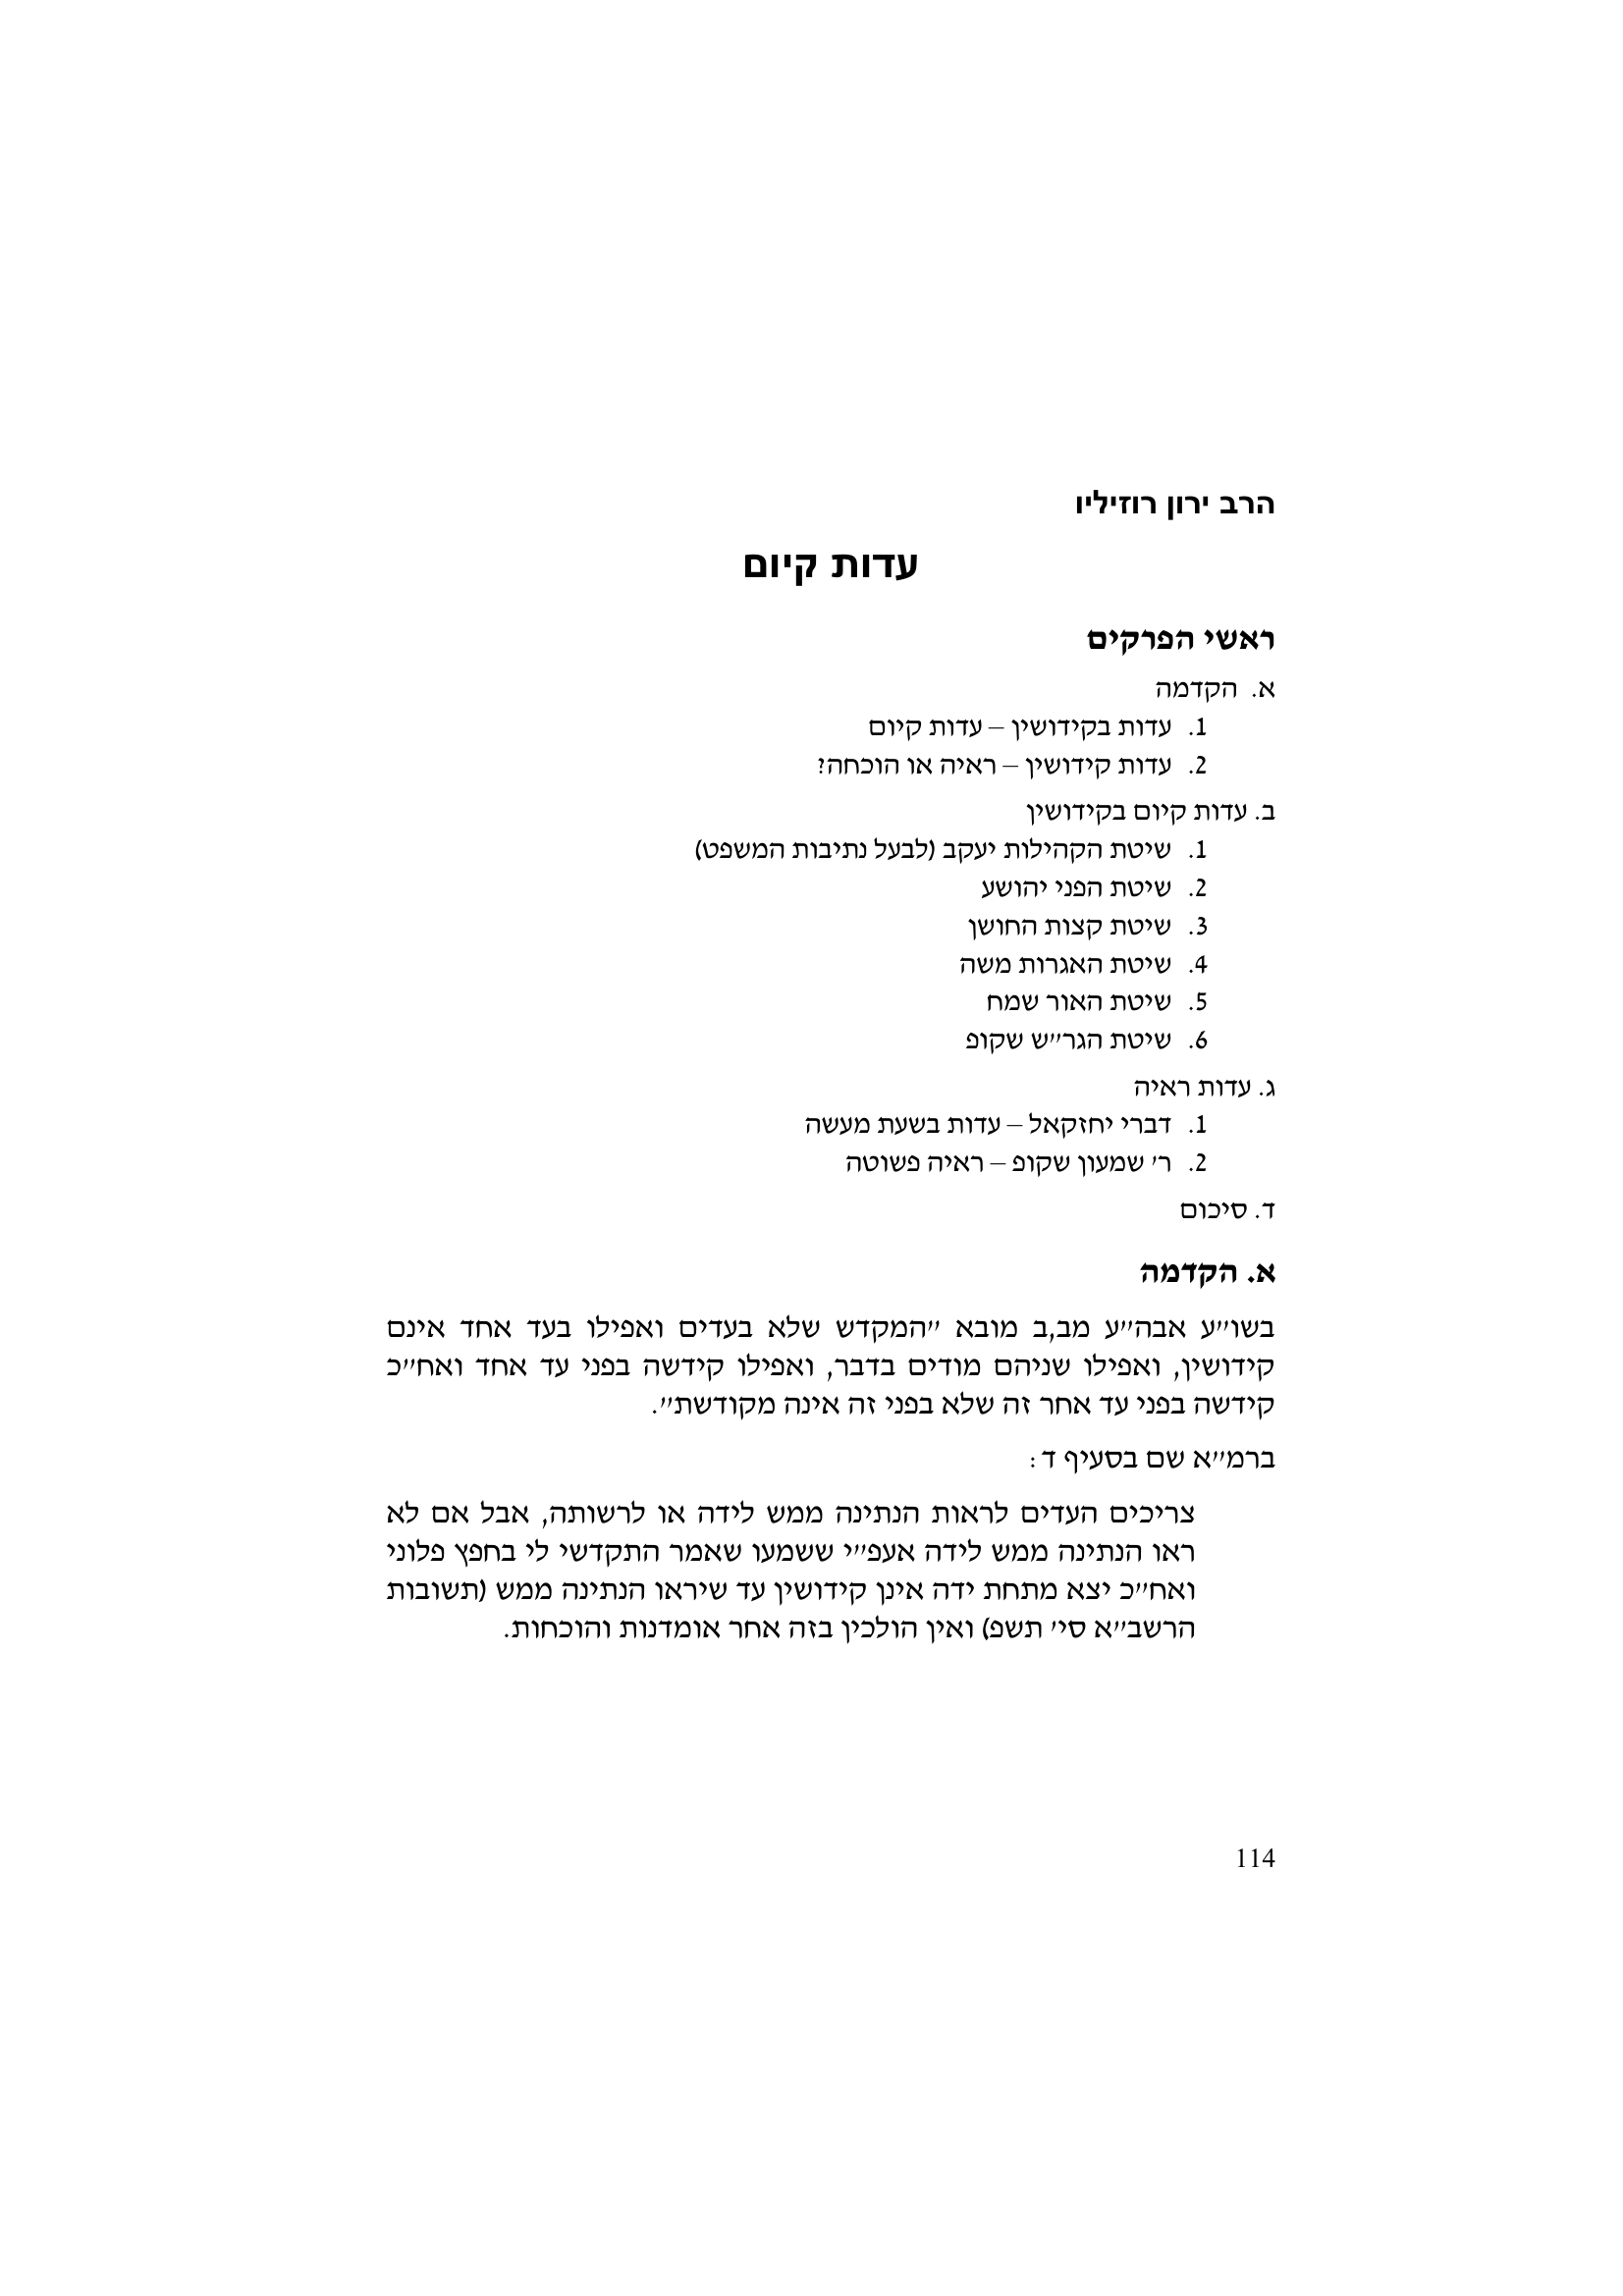 הרב ירון רוזיליו
עדות קיום
ראשי הפרקים
א. הקדמה
1. עדות בקידושין – עדות קיום
2. עדות קידושין – ראיה או הוכחה?
ב. עדות קיום בקידושין
1. שיטת הקהילות יעקב (לבעל נתיבות המשפט)
2. שיטת הפני יהושע
3. שיטת קצות החושן
4. שיטת האגרות משה
5. שיטת האור שמח
6. שיטת הגר״ש שקופ
ג. עדות ראיה
1. דברי יחזקאל – עדות בשעת מעשה
2. ר׳ שמעון שקופ – ראיה פשוטה
ד. סיכום
א. הקדמה
בשו״ע אבה״ע מב,ב מובא ״המקדש שלא בעדים ואפילו בעד אחד אינם
קידושין, ואפילו שניהם מודים בדבר, ואפילו קידשה בפני עד אחד ואח״כ
קידשה בפני עד אחר זה שלא בפני זה אינה מקודשת״.
ברמ״א שם בסעיף ד:
צריכים העדים לראות הנתינה ממש לידה או לרשותה, אבל אם לא
ראו הנתינה ממש לידה אעפ״י ששמעו שאמר התקדשי לי בחפץ פלוני
ואח״כ יצא מתחת ידה אינן קידושין עד שיראו הנתינה ממש (תשובות
הרשב״א סי׳ תשפ) ואין הולכין בזה אחר אומדנות והוכחות.
114